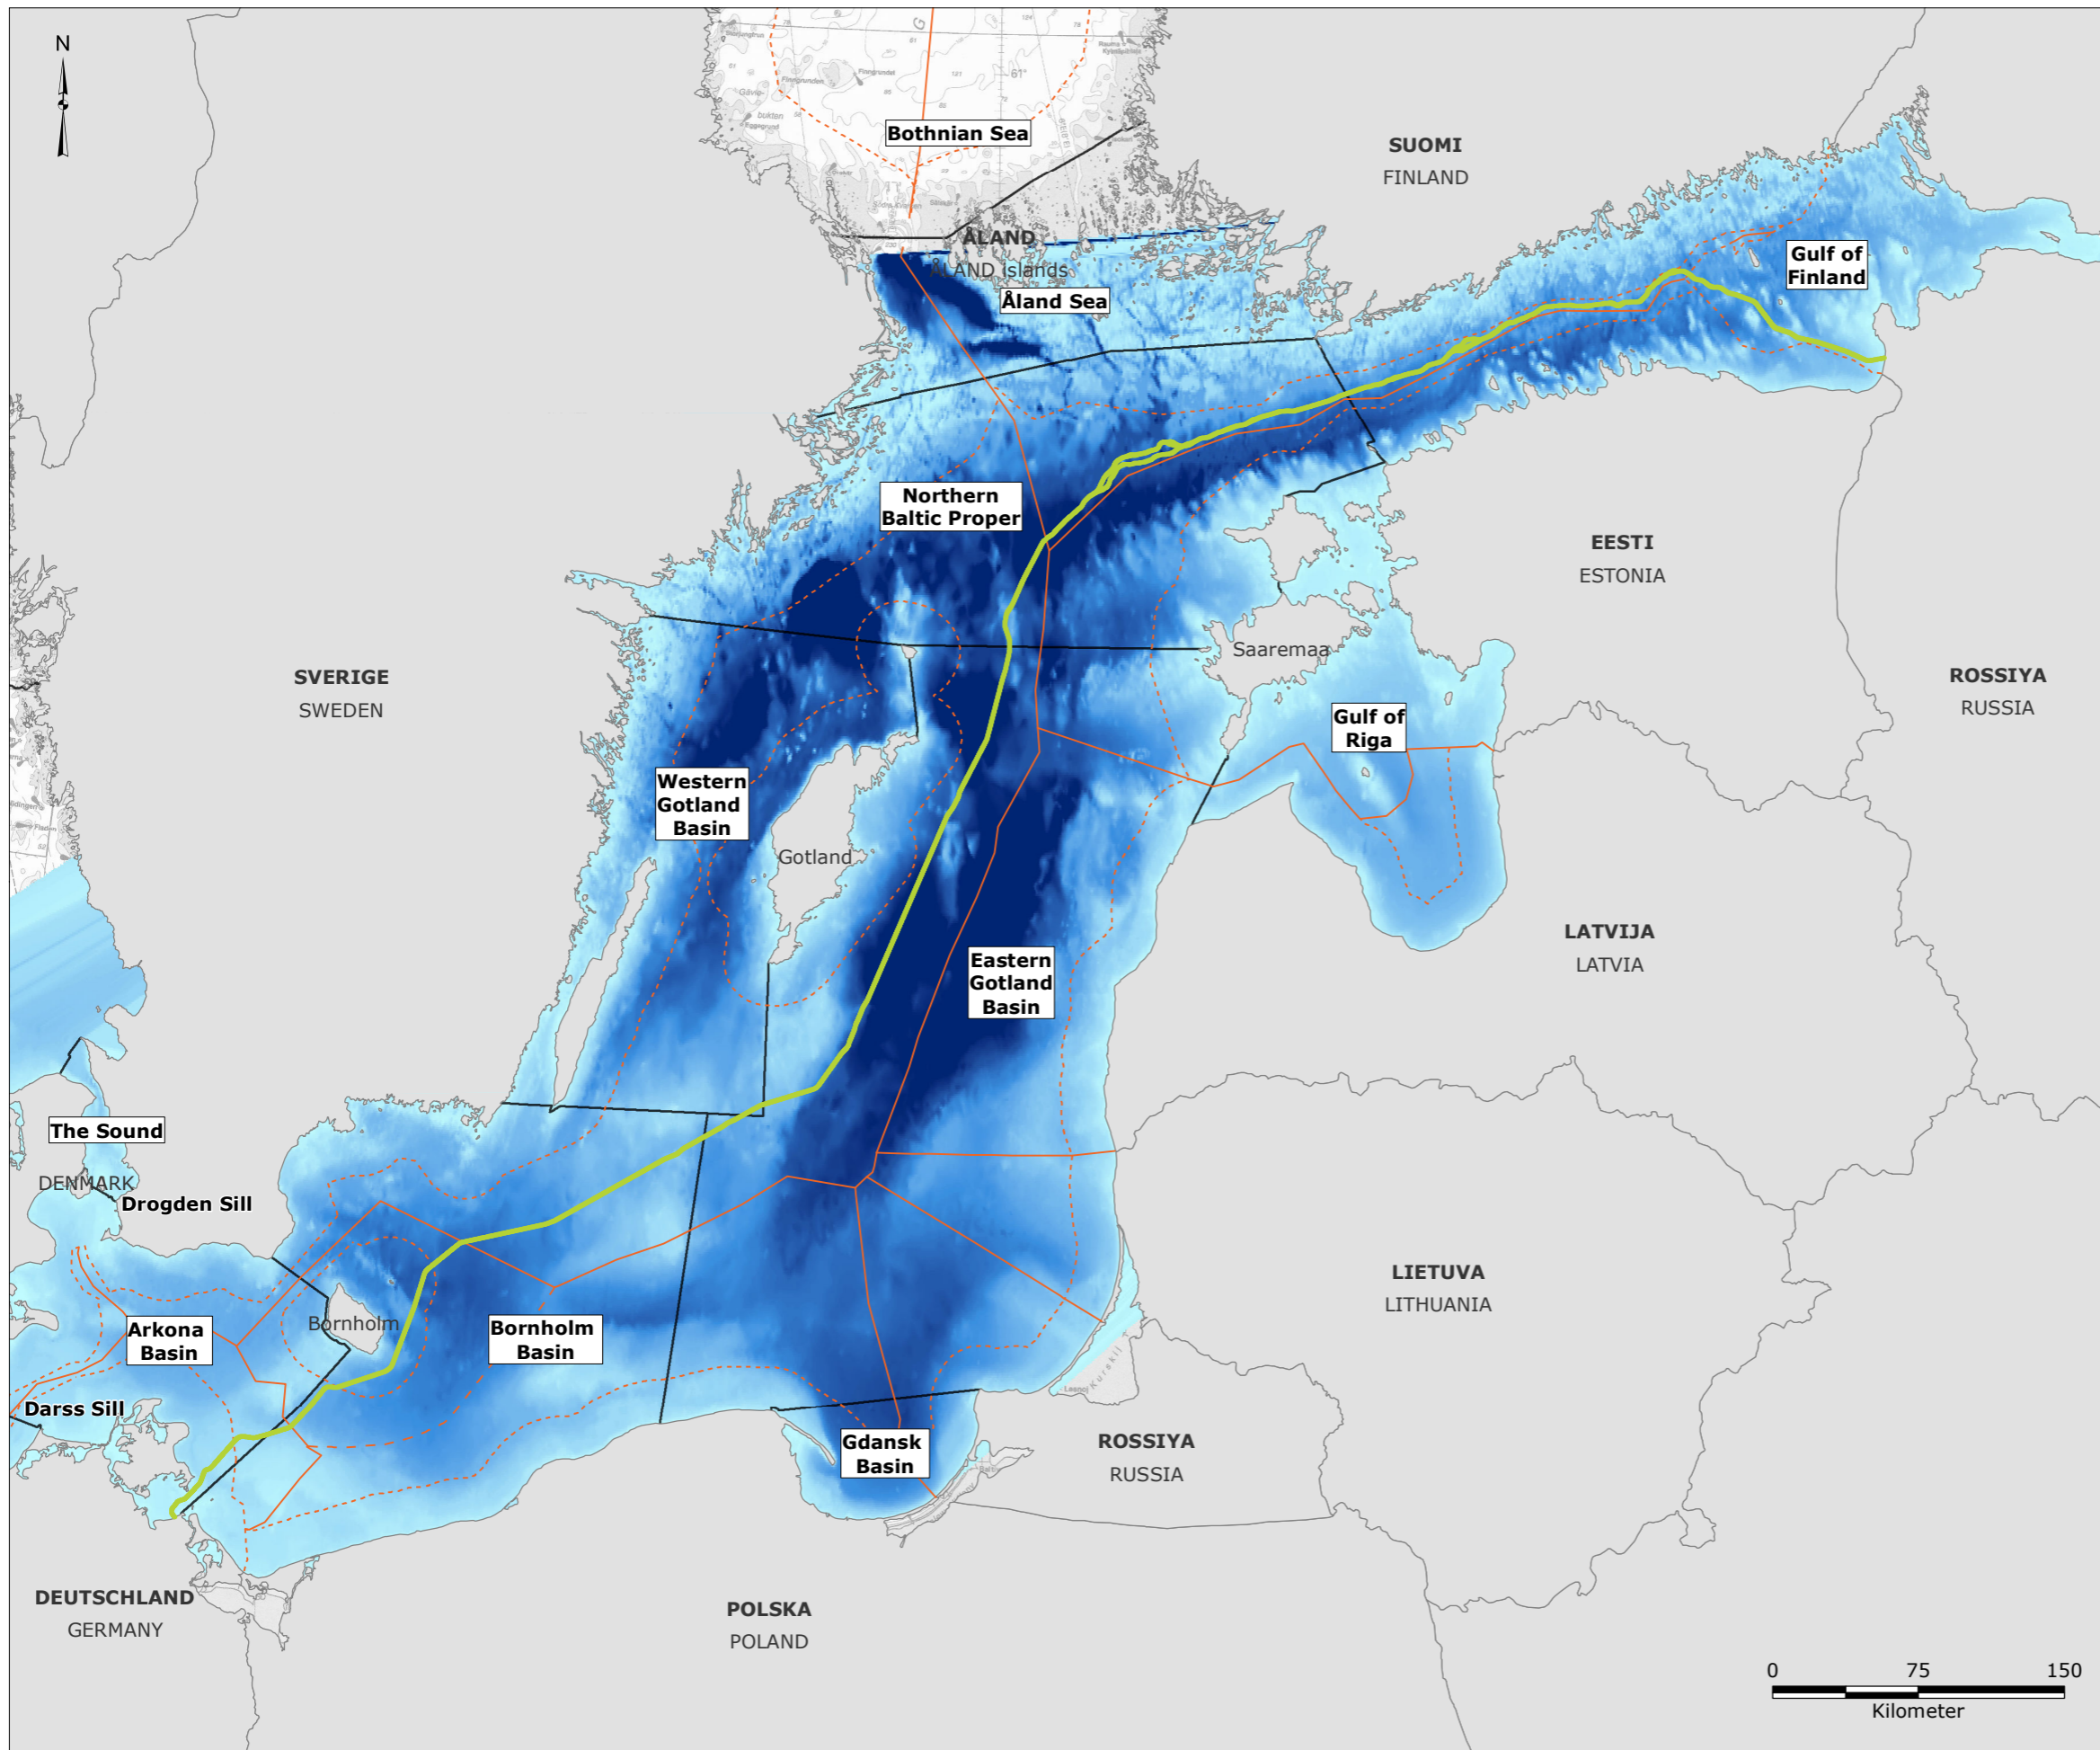 N
G
61°
Bothnian Sea
SUOMI
FINLAND
ÅLAND
ÅLAND islands
Åland Sea
Gulf of
Finland
Northern
Baltic Proper
EESTI
ESTONIA
Saaremaa
SVERIGE
SWEDEN
ROSSIYA
RUSSIA
Gulf of
Riga
Western
Gotland
Basin
Gotland
LATVIJA
LATVIA
Eastern
Gotland
Basin
The Sound
DENMARK
Drogden Sill
LIETUVA
LITHUANIA
Arkona
Basin
Bornholm
Bornholm
Basin
Darss Sill
Gdansk
Basin
ROSSIYA
RUSSIA
DEUTSCHLAND
GERMANY
POLSKA
POLAND
0 75 150
Kilometer